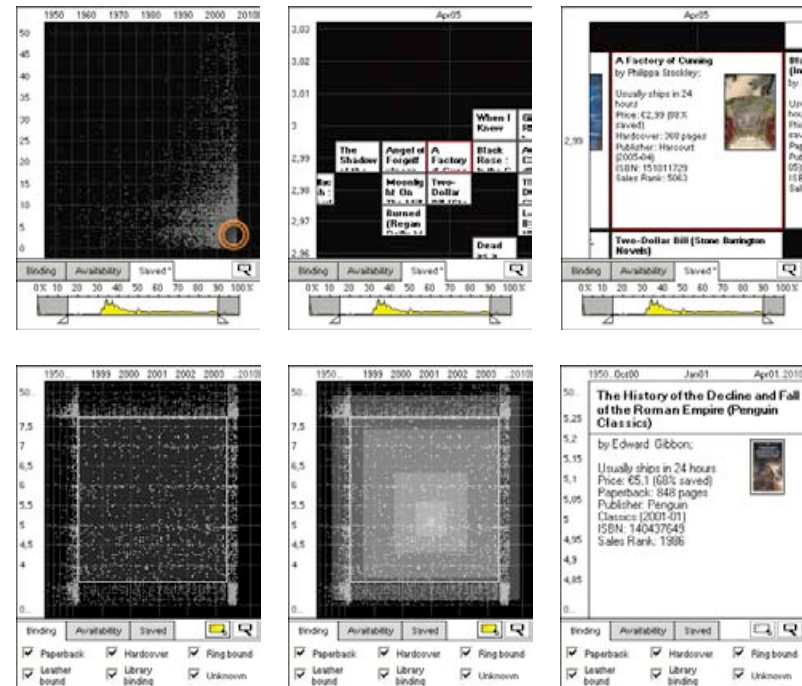 1950 1960 1970 1980 1990 2000 2010
50
45
40
35
30
25
20
15
10
5
0
Binding Availability Saved*
0% 10 20 30 40 50 60 70 80 90 100%
Apr05
3,03
3,02
3,01
3
2,99
2,98
2,97
2,96
When I Knew
The Shadow
Angel of Forgotť
A Factory
Black Rose :
Moonlig ht On
Two- Dollar
Burned (Regan
Dead
Binding Availability Saved*
0% 10 20 30 40 50 60 70 80 90 100%
Apr05
2,99
A Factory of Cunning
by Philippa Stockley;
Usually ships in 24
hours
Price: €2,99 (88%
saved)
Hardcover: 368 pages
Publisher: Harcourt
(2005-04)
ISBN: 151011729
Sales Rank: 5063
Two-Dollar Bill (Stone Barrington
Novels)
Binding Availability Saved*
0% 10 20 30 40 50 60 70 80 90 100%
1950... 1999 2000 2001 2002 2003 ...2010
50...
7,5
7
6,5
6
5,5
5
4,5
4
0...
Binding Availability Saved
Paperback Hardcover Ring bound
Leather bound Library binding Unknown
1950... 1999 2000 2001 2002 2003 ...2010
50...
7,5
7
6,5
6
5,5
5
4,5
4
0...
Binding Availability Saved
Paperback Hardcover Ring bound
Leather bound Library binding Unknown
1950...Oct00 Jan01 Apr01...2010
50...
5,25
5,2
5,15
5,1
5,05
5
4,95
4,9
4,85
0...
The History of the Decline and Fall
of the Roman Empire (Penguin
Classics)
by Edward Gibbon;
Usually ships in 24 hours
Price: €5,1 (68% saved)
Paperback: 848 pages
Publisher: Penguin
Classics (2001-01)
ISBN: 140437649
Sales Rank: 1986
Binding Availability Saved
Paperback Hardcover Ring bound
Leather bound Library binding Unknown